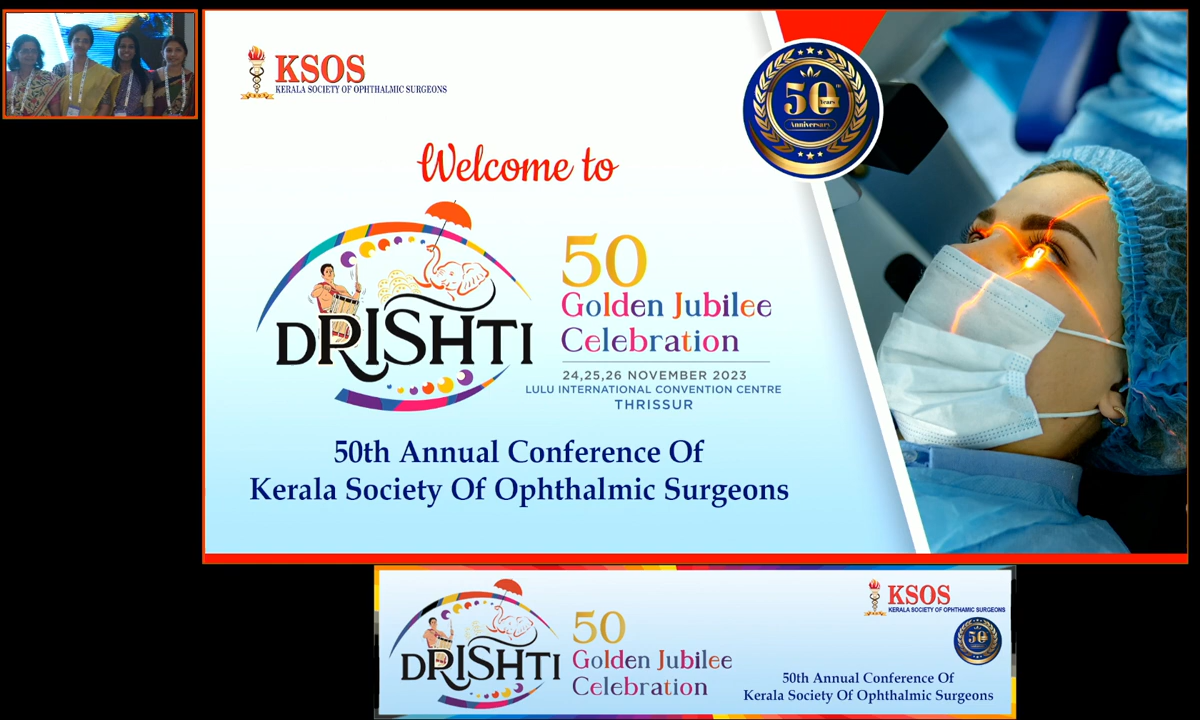 KSOS
KERALA SOCIETY OF OPHTHALMIC SURGEONS
50th
Years
Anniversary
Welcome to
DRISHTI
50
Golden Jubilee
Celebration
24,25,26 NOVEMBER 2023
LULU INTERNATIONAL CONVENTION CENTRE
THRISSUR
50th Annual Conference Of
Kerala Society Of Ophthalmic Surgeons
DRISHTI
50
Golden Jubilee
Celebration
KSOS
KERALA SOCIETY OF OPHTHAMIC SURGEONS
50
50th Annual Conference Of
Kerala Society Of Ophthalmic Surgeons